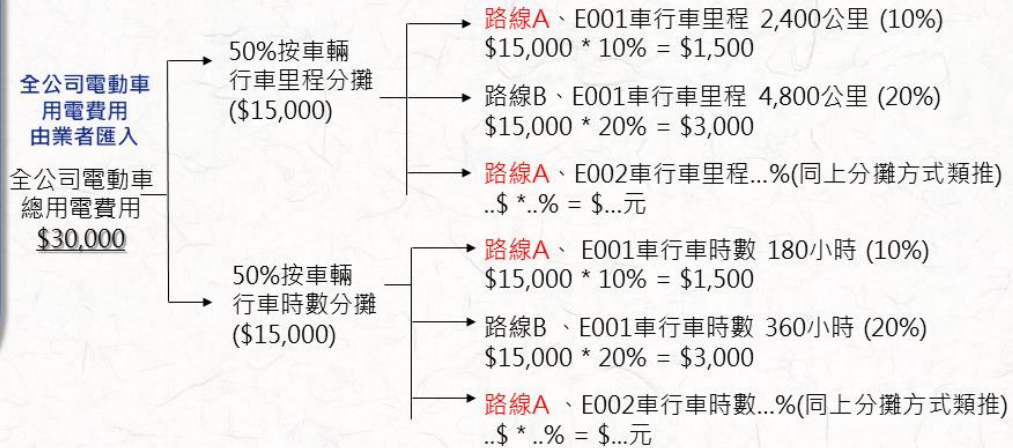 全公司電動車
用電費用
由業者匯入
全公司電動車
總用電費用
$30,000
50%按車輛
行車里程分攤
($15,000)
路線A、E001車行車里程 2,400公里 (10%)
$15,000 * 10% = $1,500
路線B、E001車行車里程 4,800公里 (20%)
$15,000 * 20% = $3,000
路線A、E002車行車里程...%(同上分攤方式類推)
..$ *..% = $...元
50%按車輛
行車時數分攤
($15,000)
路線A、 E001車行車時數 180小時 (10%)
$15,000 * 10% = $1,500
路線B 、E001車行車時數 360小時 (20%)
$15,000 * 20% = $3,000
路線A 、E002車行車時數...%(同上分攤方式類推)
..$ * ..% = $...元